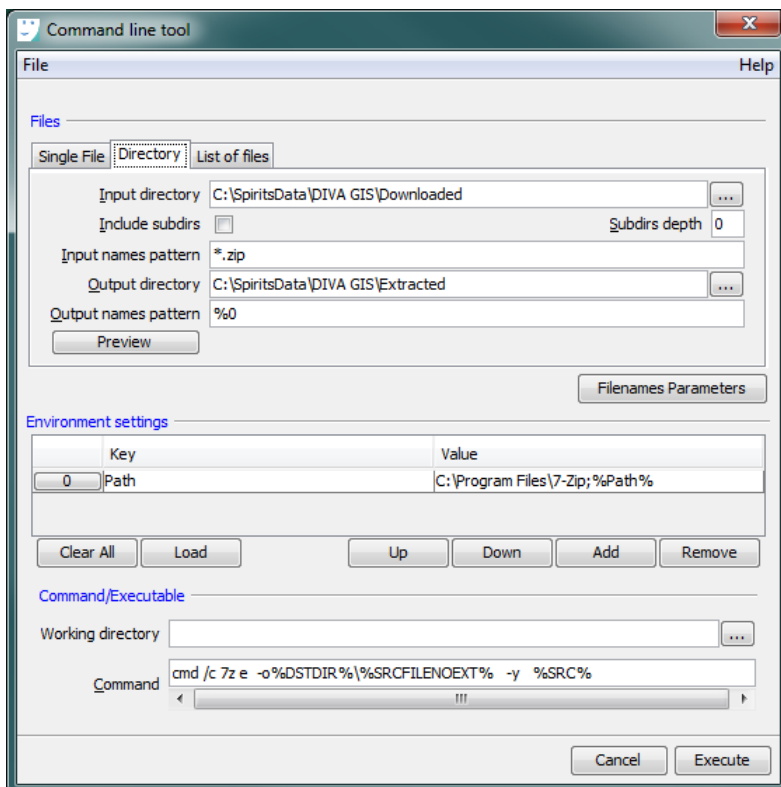 Command line tool
x
File Help
Files
Single File Directory List of files
Input directory C:\SpiritsData\DIVA GIS\Downloaded ...
Include subdirs Subdirs depth 0
Input names pattern *.zip
Output directory C:\SpiritsData\DIVA GIS\Extracted ...
Output names pattern %0
Preview
Filenames Parameters
Environment settings
Key Value
0 Path C:\Program Files\7-Zip;%Path%
Clear All Load Up Down Add Remove
Command/Executable
Working directory ...
Command cmd /c 7z e -o%DSTDIR%\%SRCFILENOEXT% -y %SRC%
Cancel Execute